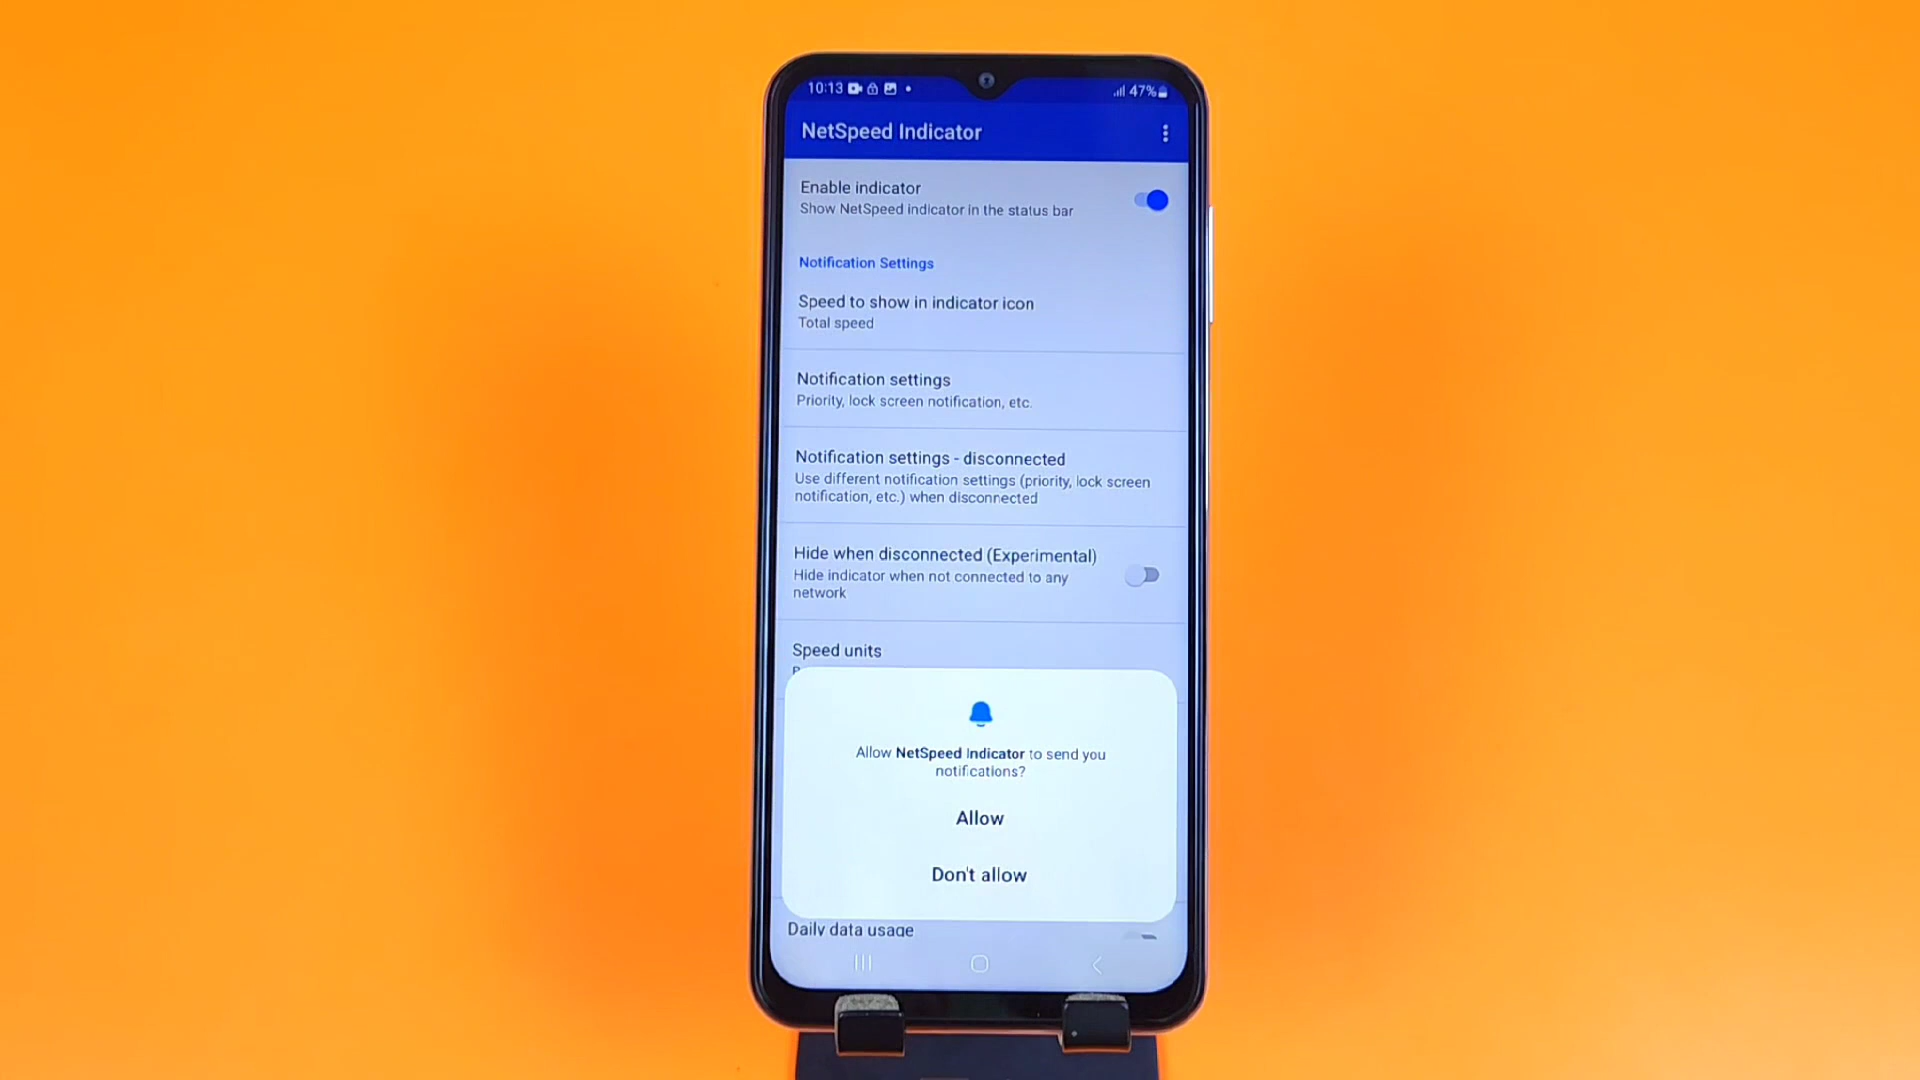 10:13
47%
NetSpeed Indicator
Enable indicator
Show NetSpeed indicator in the status bar
Notification Settings
Speed to show in indicator icon
Total speed
Notification settings
Priority, lock screen notification, etc.
Notification settings - disconnected
Use different notification settings (priority, lock screen
notification, etc.) when disconnected
Hide when disconnected (Experimental)
Hide indicator when not connected to any
network
Speed units
Allow NetSpeed Indicator to send you
notifications?
Allow
Don't allow
Daily data usage